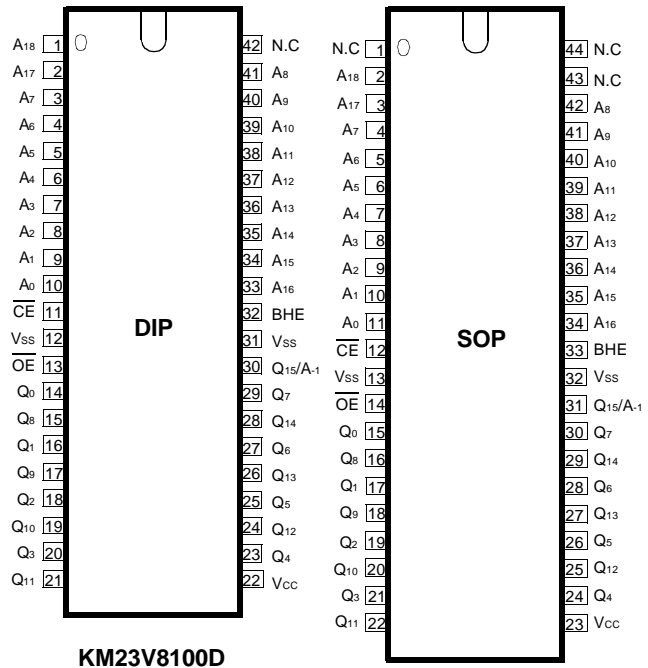 A18 1 42 N.C
A17 2 41 A8
A7 3 40 A9
A6 4 39 A10
A5 5 38 A11
A4 6 37 A12
A3 7 36 A13
A2 8 35 A14
A1 9 34 A15
A0 10 33 A16
CE 11 32 BHE
VSS 12 31 VSS
OE 13 30 Q15/A-1
Q0 14 29 Q7
Q8 15 28 Q14
Q1 16 27 Q6
Q9 17 26 Q13
Q2 18 25 Q5
Q10 19 24 Q12
Q3 20 23 Q4
Q11 21 22 VCC
DIP
KM23V8100D
N.C 1 44 N.C
A18 2 43 N.C
A17 3 42 A8
A7 4 41 A9
A6 5 40 A10
A5 6 39 A11
A4 7 38 A12
A3 8 37 A13
A2 9 36 A14
A1 10 35 A15
A0 11 34 A16
CE 12 33 BHE
VSS 13 32 VSS
OE 14 31 Q15/A-1
Q0 15 30 Q7
Q8 16 29 Q14
Q1 17 28 Q6
Q9 18 27 Q13
Q2 19 26 Q5
Q10 20 25 Q12
Q3 21 24 Q4
Q11 22 23 VCC
SOP